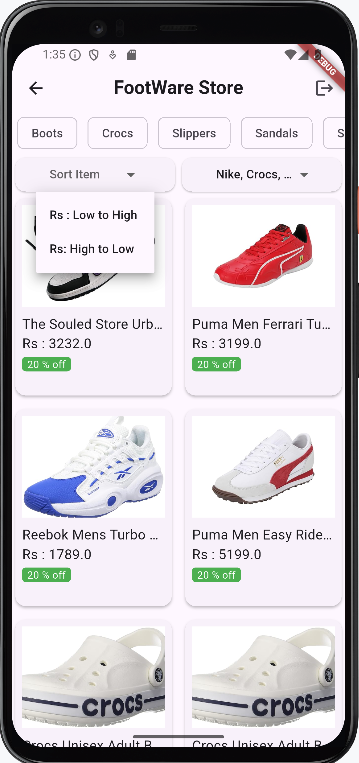 1:35
DEBUG
FootWare Store
Boots
Crocs
Slippers
Sandals
S
Sort Item
Nike, Crocs, ...
Rs : Low to High
Rs: High to Low
The Souled Store Urb...
Puma Men Ferrari Tu...
Rs : 3232.0
Rs : 3199.0
20 % off
20 % off
Reebok Mens Turbo ...
Puma Men Easy Ride...
Rs : 1789.0
Rs : 5199.0
20 % off
20 % off
crocs
crocs
Crocs Unisex Adult B
Crocs Unisex Adult B